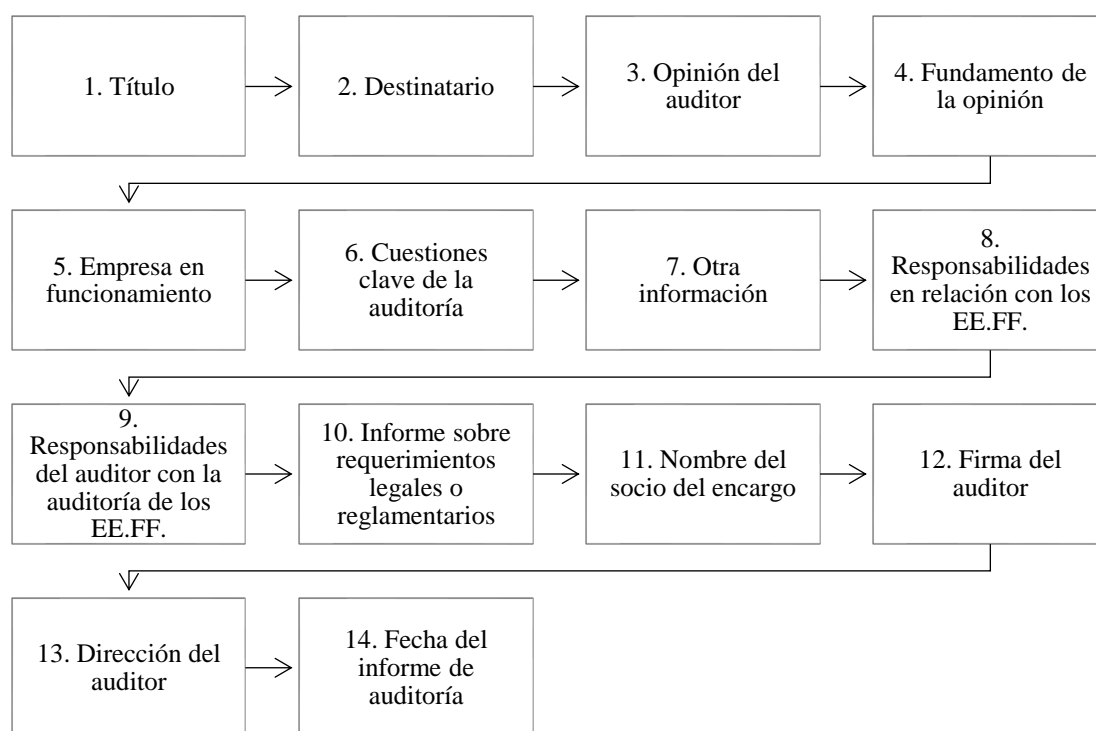 1. Título
2. Destinatario
3. Opinión del
auditor
4. Fundamento de
la opinión
5. Empresa en
funcionamiento
6. Cuestiones
clave de la
auditoría
7. Otra
información
8.
Responsabilidades
en relación con los
EE.FF.
9.
Responsabilidades
del auditor con la
auditoría de los
EE.FF.
10. Informe sobre
requerimientos
legales o
reglamentarios
11. Nombre del
socio del encargo
12. Firma del
auditor
13. Dirección del
auditor
14. Fecha del
informe de
auditoría